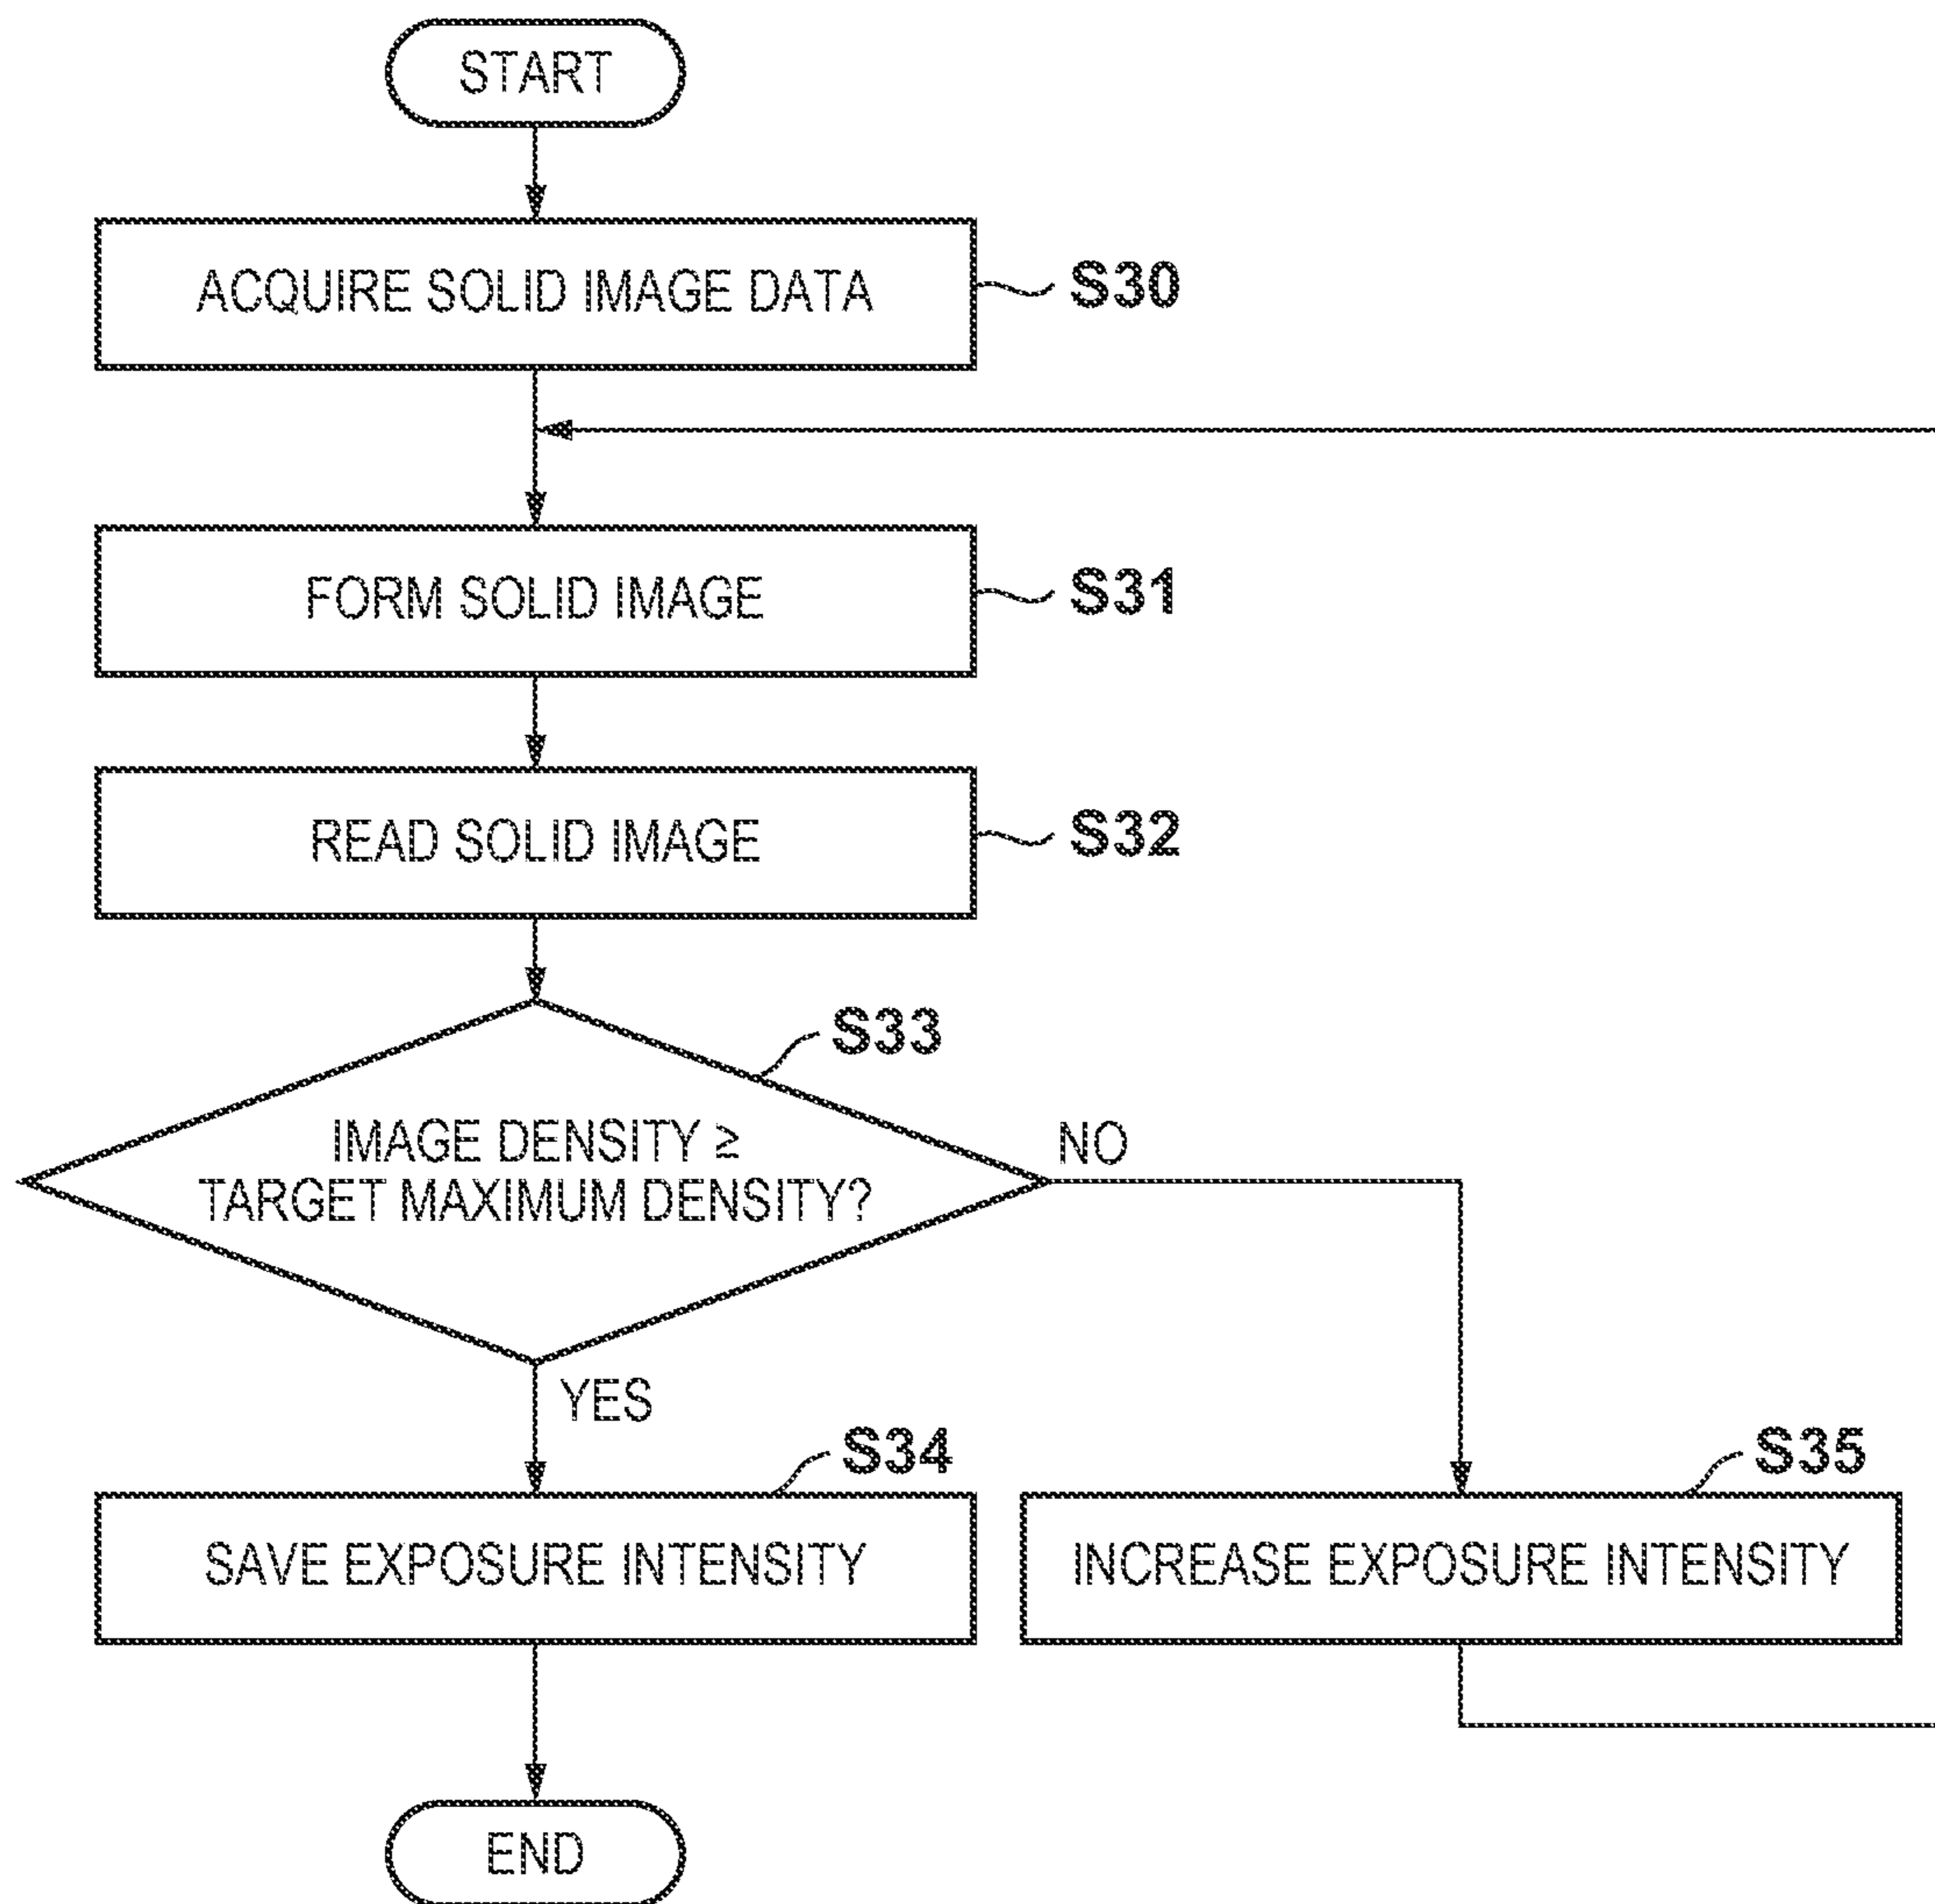 START
ACQUIRE SOLID IMAGE DATA
S30
FORM SOLID IMAGE
S31
READ SOLID IMAGE
S32
S33
IMAGE DENSITY ≥
TARGET MAXIMUM DENSITY?
NO
YES
S34
SAVE EXPOSURE INTENSITY
S35
INCREASE EXPOSURE INTENSITY
END